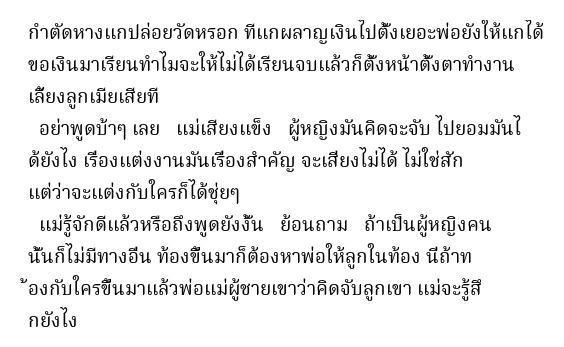 กำตัดหางแกปล่อยวัดหรอก ทีแกผลาญเงินไปตั้งเยอะพ่อยังให้แกได้
ขอเงินมาเรียนทำไมจะให้ไม่ได้เรียนจบแล้วก็ตั้งหน้าตั้งตาทำงาน
เลี้ยงลูกเมียเสียที
อย่าพูดบ้าๆ เลย แม่เสียงแข็ง ผู้หญิงมันคิดจะจับ ไปยอมมันไ
ด้ยังไง เรื่องแต่งงานมันเรื่องสำคัญ จะเสี่ยงไม่ได้ ไม่ใช่สัก
แต่ว่าจะแต่งกับใครก็ได้ซุ่ยๆ
แม่รู้จักดีแล้วหรือถึงพูดยังงั้น ย้อนถาม ถ้าเป็นผู้หญิงคน
นั้นก็ไม่มีทางอื่น ท้องขึ้นมาก็ต้องหาพ่อให้ลูกในท้อง นี่ถ้าท
้องกับใครขึ้นมาแล้วพ่อแม่ผู้ชายเขาว่าคิดจับลูกเขา แม่จะรู้สึ
กยังไง